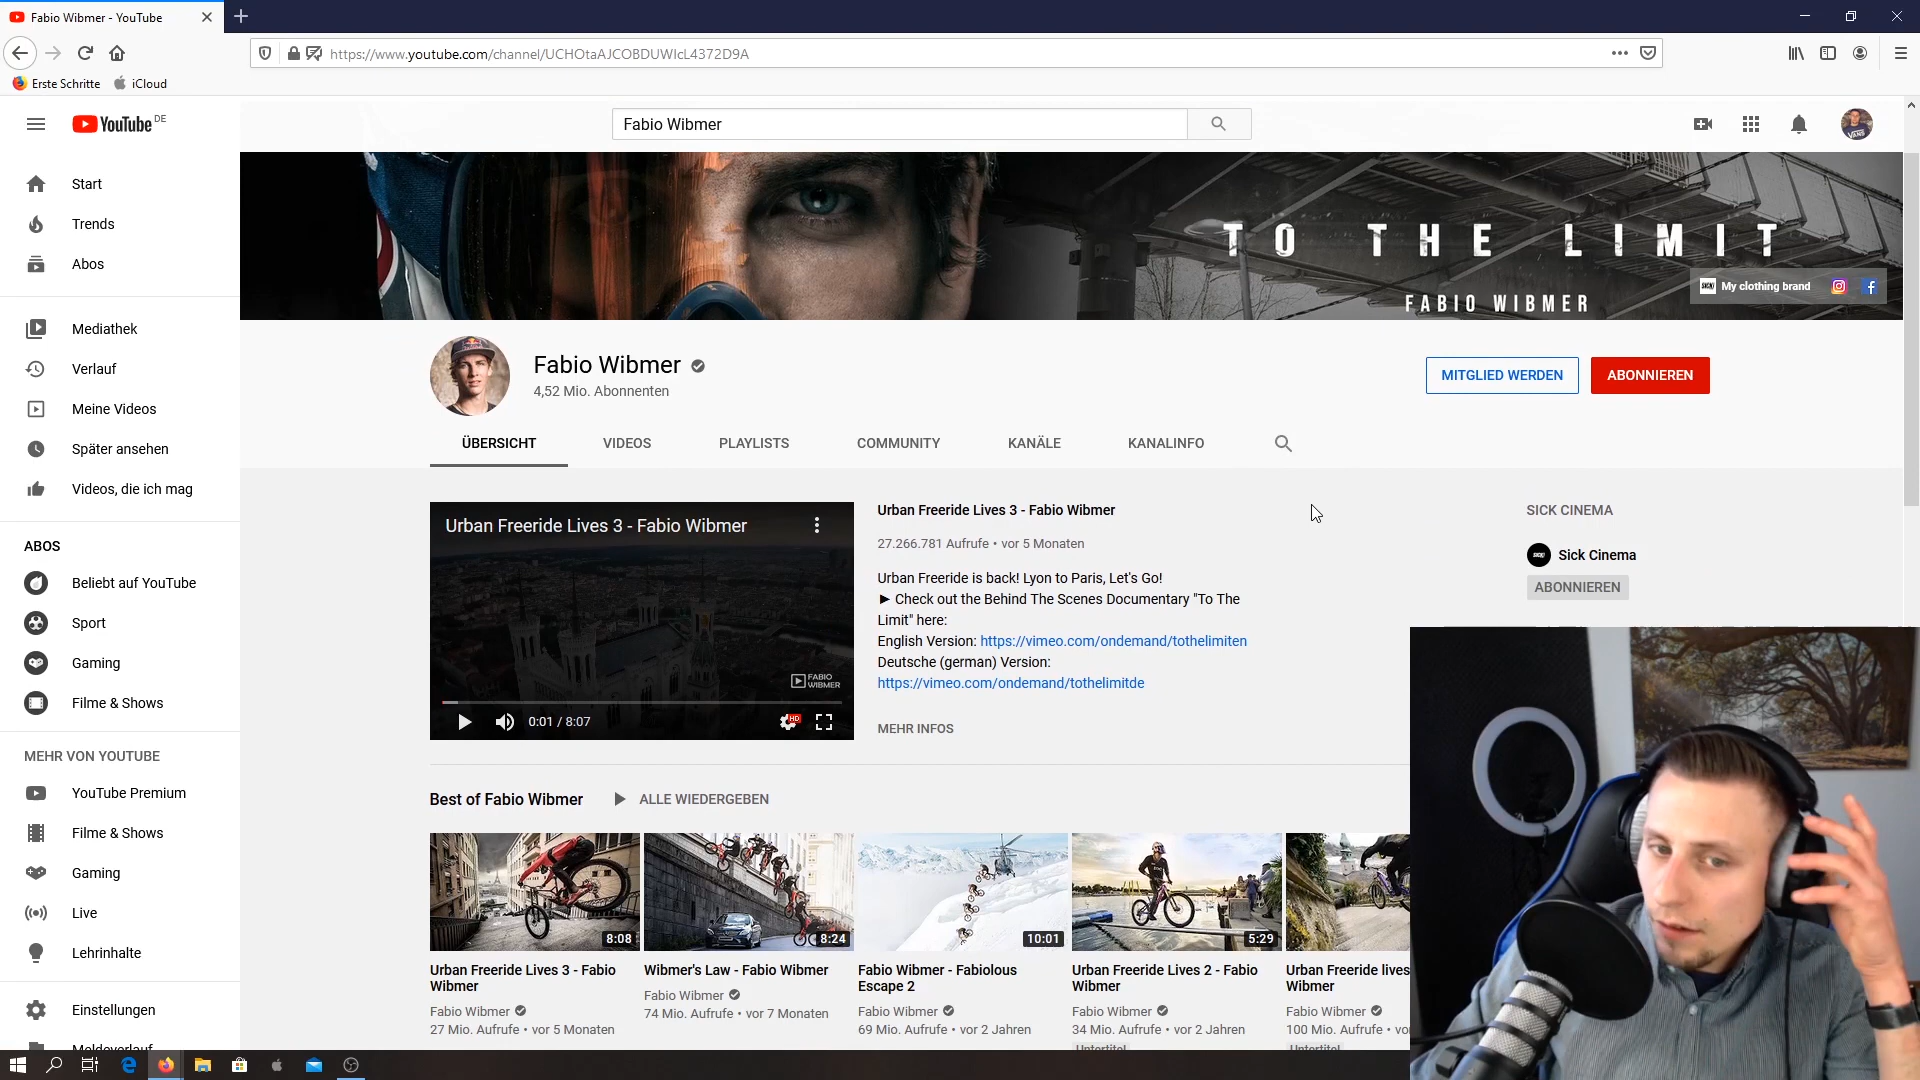 Fabio Wibmer - YouTube
https://www.youtube.com/channel/UCHOtaAJCOBDUWIcL4372D9A
Erste Schritte
iCloud
YouTube DE
Fabio Wibmer
Start
Trends
Abos
Mediathek
Verlauf
Meine Videos
Später ansehen
Videos, die ich mag
ABOS
Beliebt auf YouTube
Sport
Gaming
Filme & Shows
MEHR VON YOUTUBE
YouTube Premium
Filme & Shows
Gaming
Live
Lehrinhalte
Einstellungen
Meldeverlauf
TO THE LIMIT
FABIO WIBMER
My clothing brand
Fabio Wibmer
4,52 Mio. Abonnenten
MITGLIED WERDEN
ABONNIEREN
ÜBERSICHT
VIDEOS
PLAYLISTS
COMMUNITY
KANÄLE
KANALINFO
Urban Freeride Lives 3 - Fabio Wibmer
FABIO
WIBMER
0:01 / 8:07
HD
Urban Freeride Lives 3 - Fabio Wibmer
27.266.781 Aufrufe • vor 5 Monaten
Urban Freeride is back! Lyon to Paris, Let's Go!
► Check out the Behind The Scenes Documentary "To The
Limit" here:
English Version: https://vimeo.com/ondemand/tothelimiten
Deutsche (german) Version:
https://vimeo.com/ondemand/tothelimitde
MEHR INFOS
SICK CINEMA
Sick Cinema
ABONNIEREN
Best of Fabio Wibmer
ALLE WIEDERGEBEN
8:08
8:24
10:01
5:29
Urban Freeride Lives 3 - Fabio
Wibmer
Fabio Wibmer
27 Mio. Aufrufe • vor 5 Monaten
Wibmer's Law - Fabio Wibmer
Fabio Wibmer
74 Mio. Aufrufe • vor 7 Monaten
Fabio Wibmer - Fabiolous
Escape 2
Fabio Wibmer
69 Mio. Aufrufe • vor 2 Jahren
Urban Freeride Lives 2 - Fabio
Wibmer
Fabio Wibmer
34 Mio. Aufrufe • vor 2 Jahren
Untertitel
Urban Freeride lives
Wibmer
Fabio Wibmer
100 Mio. Aufrufe •
Untertitel